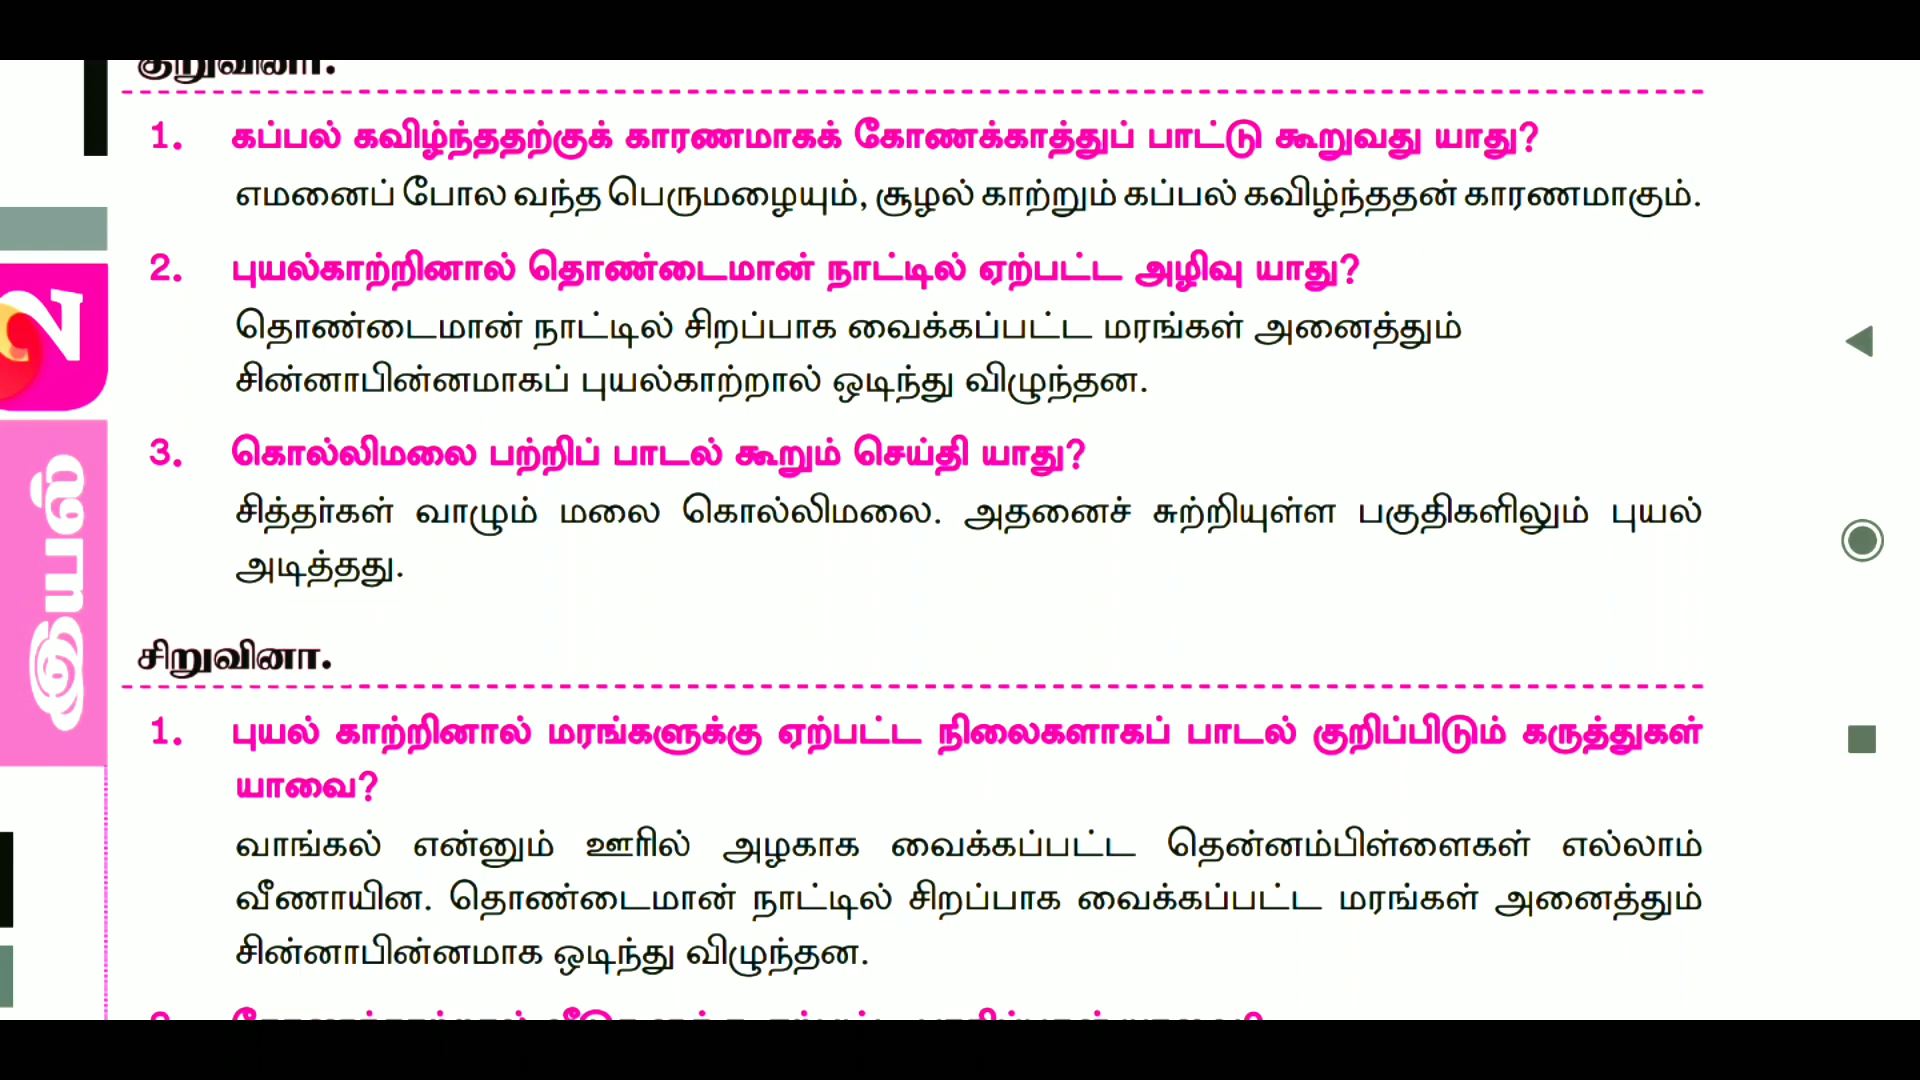 குறுவினா.
1. கப்பல் கவிழ்ந்ததற்குக் காரணமாகக் கோணக்காத்துப் பாட்டு கூறுவது யாது?
எமனைப் போல வந்த பெருமழையும், சூழல் காற்றும் கப்பல் கவிழ்ந்ததன் காரணமாகும்.
2. புயல்காற்றினால் தொண்டைமான் நாட்டில் ஏற்பட்ட அழிவு யாது?
தொண்டைமான் நாட்டில் சிறப்பாக வைக்கப்பட்ட மரங்கள் அனைத்தும்
சின்னாபின்னமாகப் புயல்காற்றால் ஒடிந்து விழுந்தன.
3. கொல்லிமலை பற்றிப் பாடல் கூறும் செய்தி யாது?
சித்தர்கள் வாழும் மலை கொல்லிமலை. அதனைச் சுற்றியுள்ள பகுதிகளிலும் புயல்
அடித்தது.
சிறுவினா.
1. புயல் காற்றினால் மரங்களுக்கு ஏற்பட்ட நிலைகளாகப் பாடல் குறிப்பிடும் கருத்துகள்
யாவை?
வாங்கல் என்னும் ஊரில் அழகாக வைக்கப்பட்ட தென்னம்பிள்ளைகள் எல்லாம்
வீணாயின. தொண்டைமான் நாட்டில் சிறப்பாக வைக்கப்பட்ட மரங்கள் அனைத்தும்
சின்னாபின்னமாக ஒடிந்து விழுந்தன.
இயல்
2